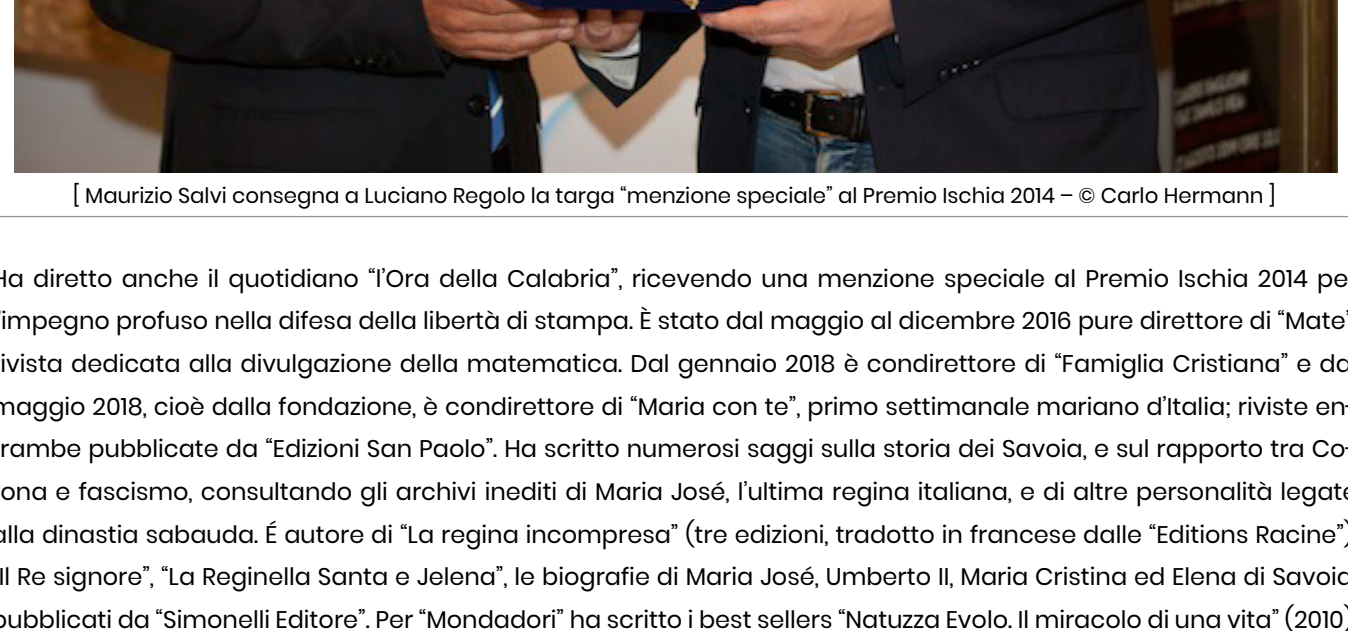 [ Maurizio Salvi consegna a Luciano Regolo la targa “menzione speciale” al Premio Ischia 2014 – © Carlo Hermann ]
Ha diretto anche il quotidiano “l’Ora della Calabria”, ricevendo una menzione speciale al Premio Ischia 2014 pe
l’impegno profuso nella difesa della libertà di stampa. È stato dal maggio al dicembre 2016 pure direttore di “Mate”
ivista dedicata alla divulgazione della matematica. Dal gennaio 2018 è condirettore di “Famiglia Cristiana” e da
maggio 2018, cioè dalla fondazione, è condirettore di “Maria con te”, primo settimanale mariano d’Italia; riviste en-
rambe pubblicate da “Edizioni San Paolo”. Ha scritto numerosi saggi sulla storia dei Savoia, e sul rapporto tra Co-
ona e fascismo, consultando gli archivi inediti di Maria José, l’ultima regina italiana, e di altre personalità legate
alla dinastia sabauda. É autore di “La regina incompresa” (tre edizioni, tradotto in francese dalle “Editions Racine”)
“Il Re signore”, “La Reginella Santa e Jelena”, le biografie di Maria José, Umberto II, Maria Cristina ed Elena di Savoia
pubblicati da “Simonelli Editore”. Per “Mondadori” ha scritto i best sellers “Natuzza Evolo. Il miracolo di una vita” (2010)